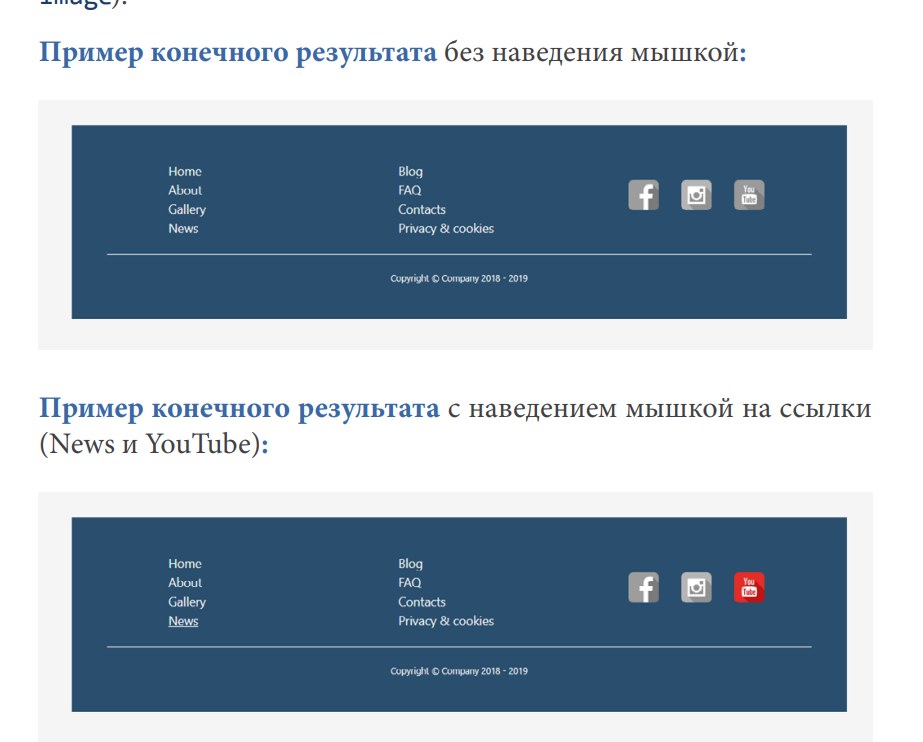 Image).
Пример конечного результата без наведения мышкой:
Home
About
Gallery
News
Blog
FAQ
Contacts
Privacy & cookies
f
You Tube
Copyright © Company 2018 - 2019
Пример конечного результата с наведением мышкой на ссылки
(News и YouTube):
Home
About
Gallery
News
Blog
FAQ
Contacts
Privacy & cookies
f
You Tube
Copyright © Company 2018 - 2019